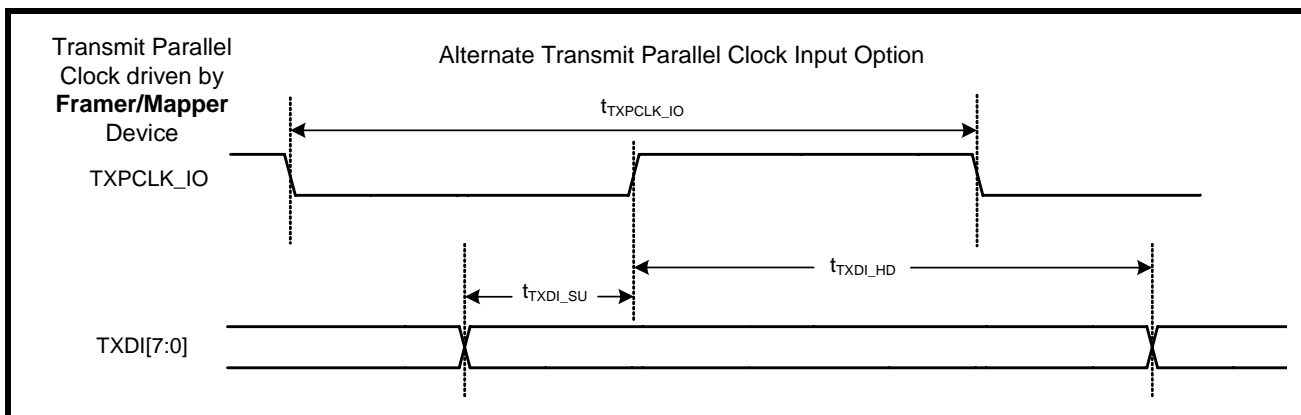 Transmit Parallel
Clock driven by
Framer/Mapper
Device
Alternate Transmit Parallel Clock Input Option
tTXPCLK_IO
TXPCLK_IO
tTXDI_HD
tTXDI_SU
TXDI[7:0]